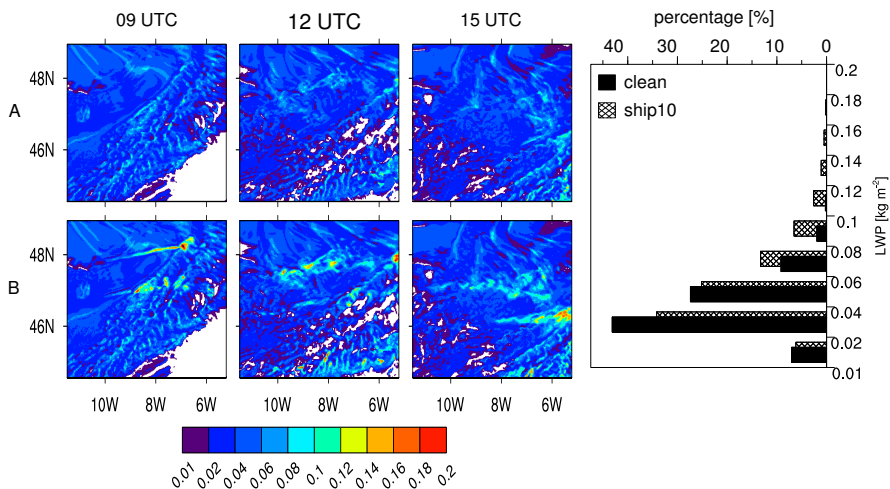 09 UTC
12 UTC
15 UTC
percentage [%]
40 30 20 10 0
A
48N
46N
B
48N
46N
10W 8W 6W
10W 8W 6W
10W 8W 6W
0.01 0.02 0.04 0.06 0.08 0.1 0.12 0.14 0.16 0.18 0.2
clean
ship10
0.2
0.18
0.16
0.14
0.12
0.1
0.08
0.06
0.04
0.02
0.01
LWP [kg m⁻²]